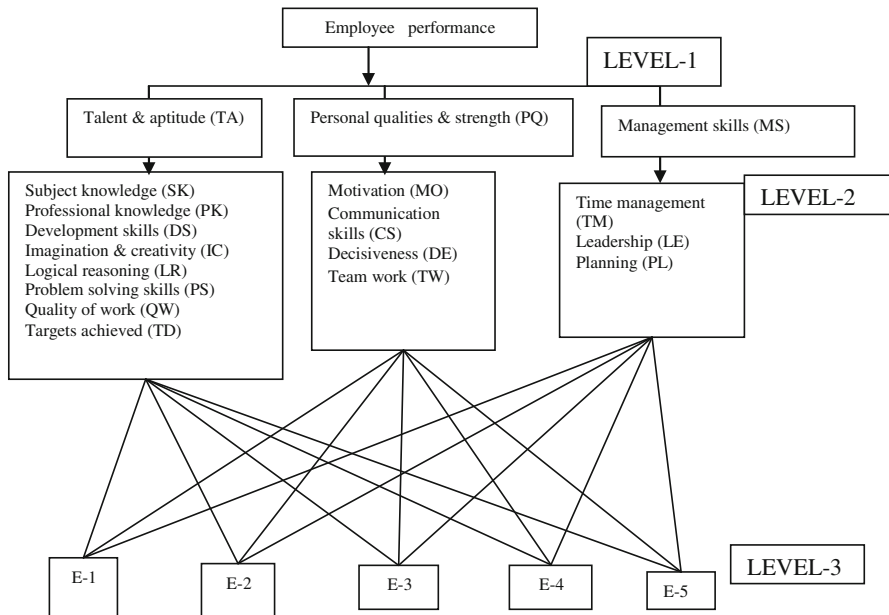 Employee performance
LEVEL-1
Talent & aptitude (TA)
Personal qualities & strength (PQ)
Management skills (MS)
LEVEL-2
Subject knowledge (SK)
Professional knowledge (PK)
Development skills (DS)
Imagination & creativity (IC)
Logical reasoning (LR)
Problem solving skills (PS)
Quality of work (QW)
Targets achieved (TD)
Motivation (MO)
Communication
skills (CS)
Decisiveness (DE)
Team work (TW)
Time management
(TM)
Leadership (LE)
Planning (PL)
E-1
E-2
E-3
E-4
E-5
LEVEL-3